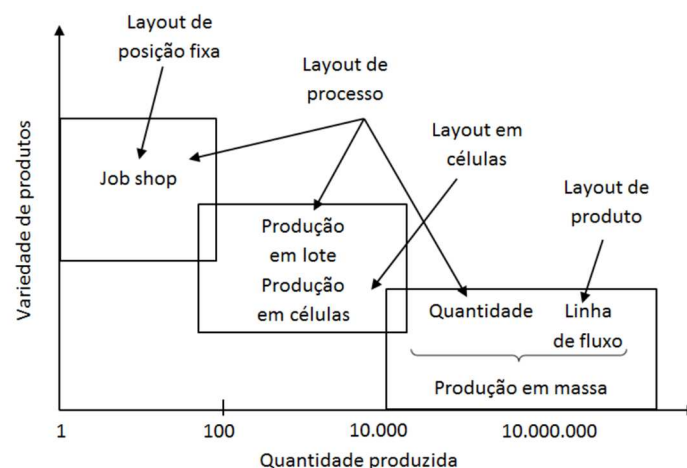 Layout de
posição fixa
Layout de
processo
Layout em
células
Layout de
produto
Variedade de produtos
Job shop
Produção
em lote
Produção
em células
Quantidade
Linha
de fluxo
Produção em massa
1
100
10.000
10.000.000
Quantidade produzida